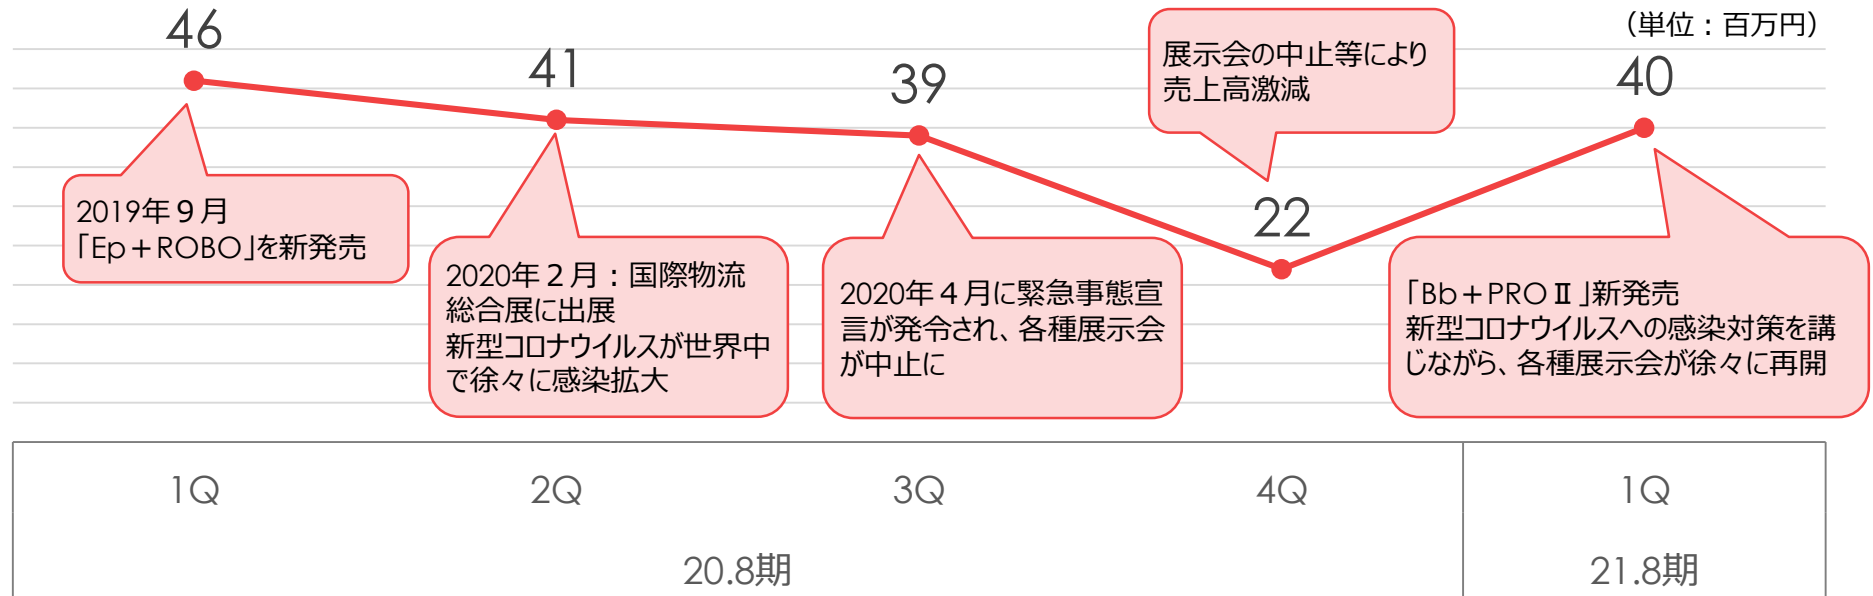 （単位：百万円）
46
41
39
22
40
2019年９月
「Ep＋ROBO」を新発売
2020年２月：国際物流
総合展に出展
新型コロナウイルスが世界中
で徐々に感染拡大
2020年４月に緊急事態宣
言が発令され、各種展示会
が中止に
展示会の中止等により
売上高激減
「Bb＋PROⅡ」新発売
新型コロナウイルスへの感染対策を講
じながら、各種展示会が徐々に再開
1Q
2Q
3Q
4Q
1Q
20.8期
21.8期